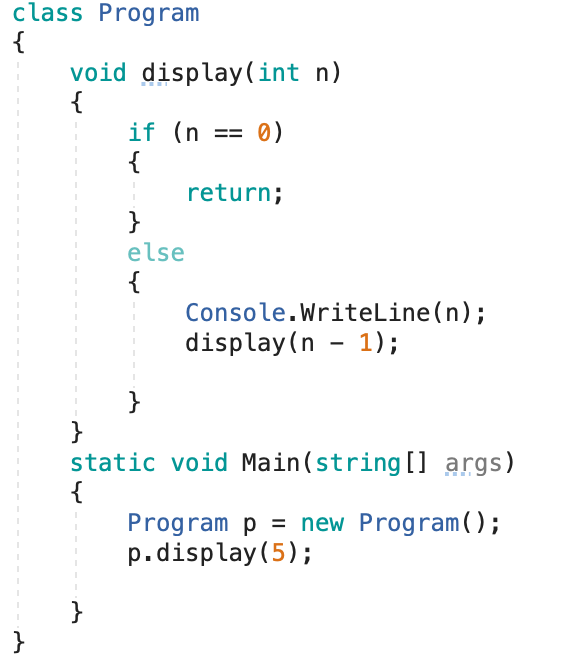 class Program
{
    void display(int n)
    {
        if (n == 0)
        {
            return;
        }
        else
        {
            Console.WriteLine(n);
            display(n - 1);

        }
    }
    static void Main(string[] args)
    {
        Program p = new Program();
        p.display(5);

    }
}